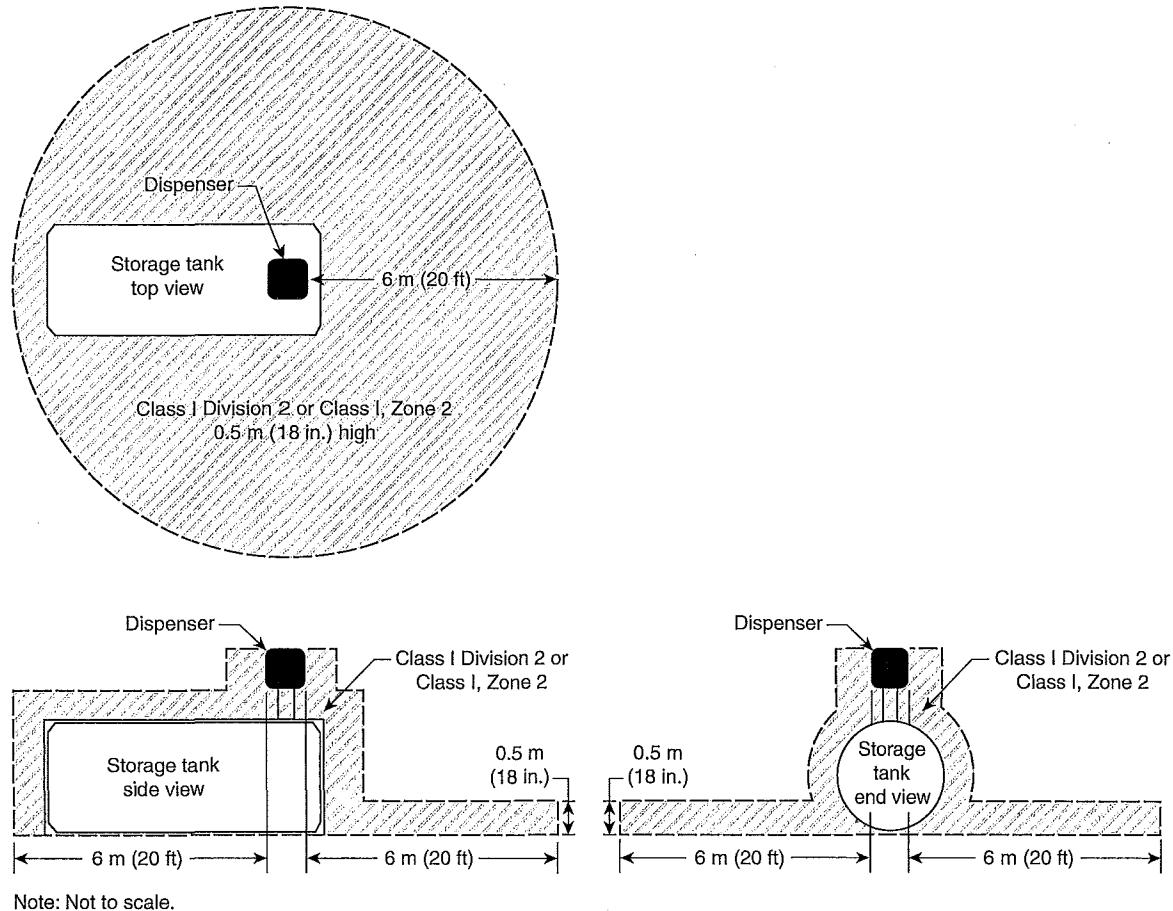 Dispenser
Storage tank
top view
6 m (20 ft)
Class I Division 2 or Class I, Zone 2
0.5 m (18 in.) high
Dispenser
Class I Division 2 or
Class I, Zone 2
Storage tank
side view
0.5 m
(18 in.)
6 m (20 ft)
6 m (20 ft)
Dispenser
Class I Division 2 or
Class I, Zone 2
0.5 m
(18 in.)
Storage
tank
end view
6 m (20 ft)
6 m (20 ft)
Note: Not to scale.